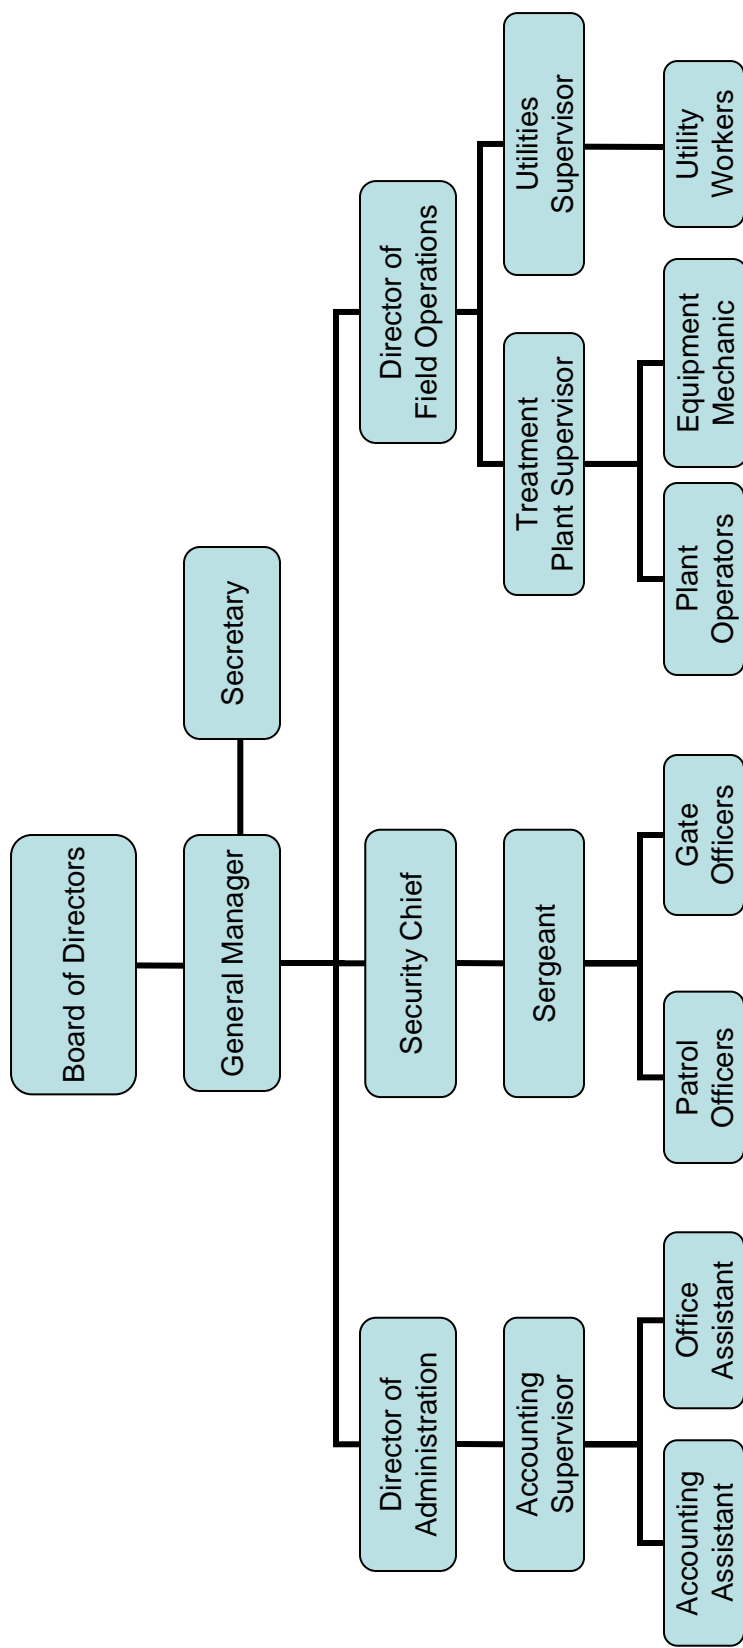 Board of Directors
General Manager
Secretary
Director of
Administration
Security Chief
Director of
Field Operations
Accounting
Supervisor
Sergeant
Treatment
Plant Supervisor
Utilities
Supervisor
Accounting
Assistant
Office
Assistant
Patrol
Officers
Gate
Officers
Plant
Operators
Equipment
Mechanic
Utility
Workers